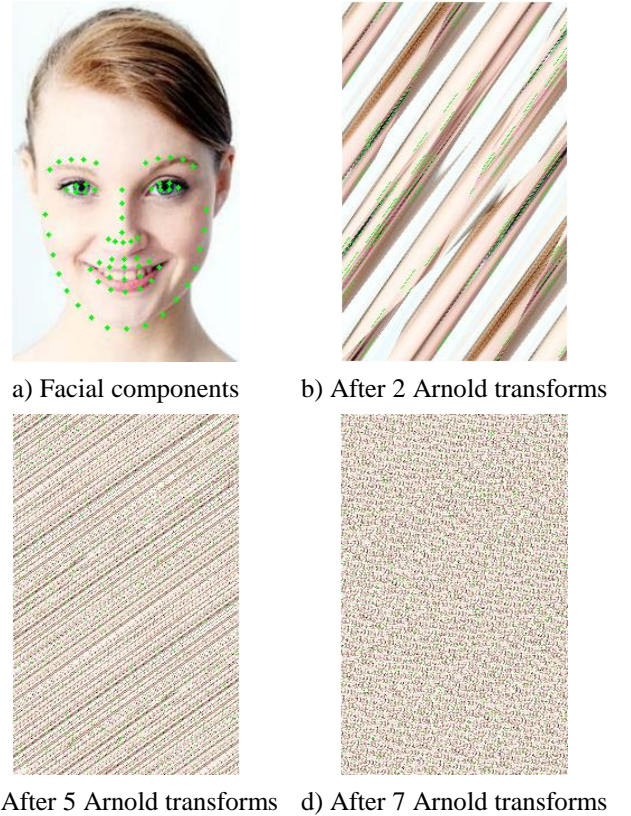 a) Facial components
b) After 2 Arnold transforms
After 5 Arnold transforms
d) After 7 Arnold transforms